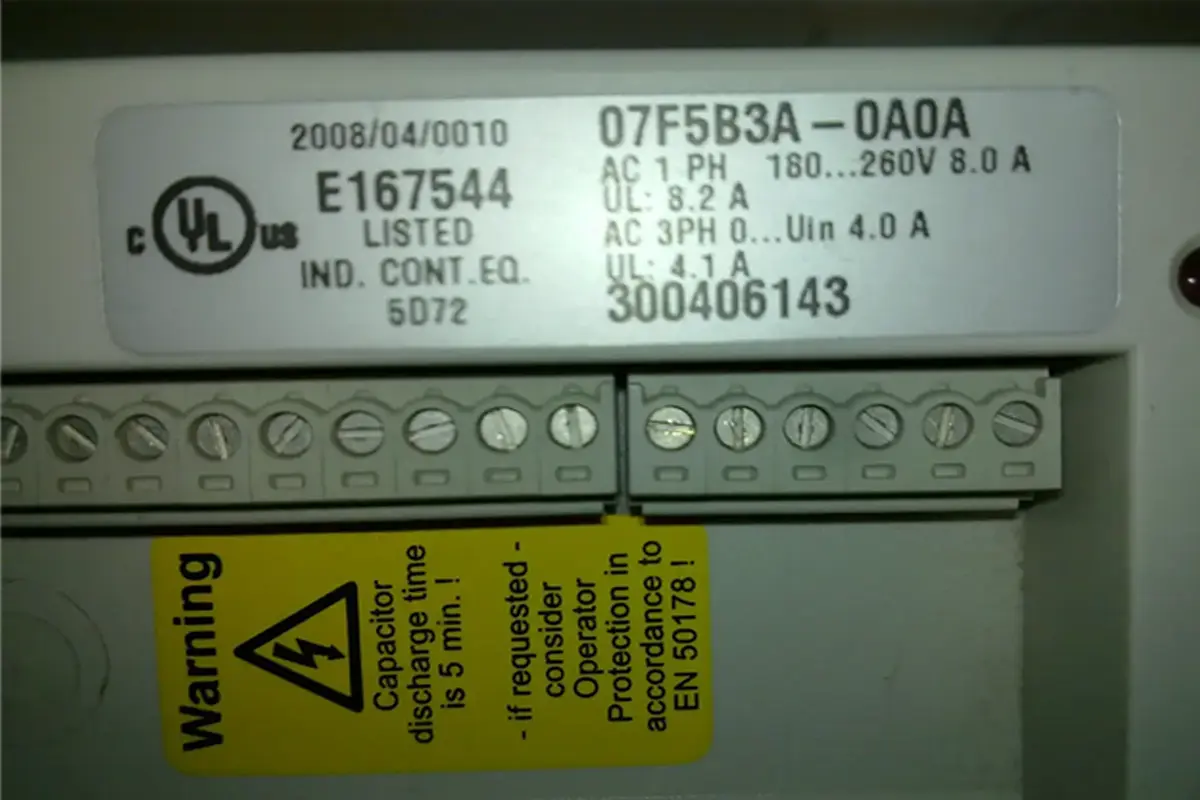 2008/04/0010
E167544
C UL US
LISTED
IND. CONT.EQ.
5D72
07F5B3A-0A0A
AC 1 PH 180...260V 8.0 A
UL: 8.2 A
AC 3PH 0...Uin 4.0 A
UL: 4.1 A
300406143
Warning
Capacitor
discharge time
is 5 min. !
- if requested -
consider
Operator
Protection in
accordance to
EN 50178 !